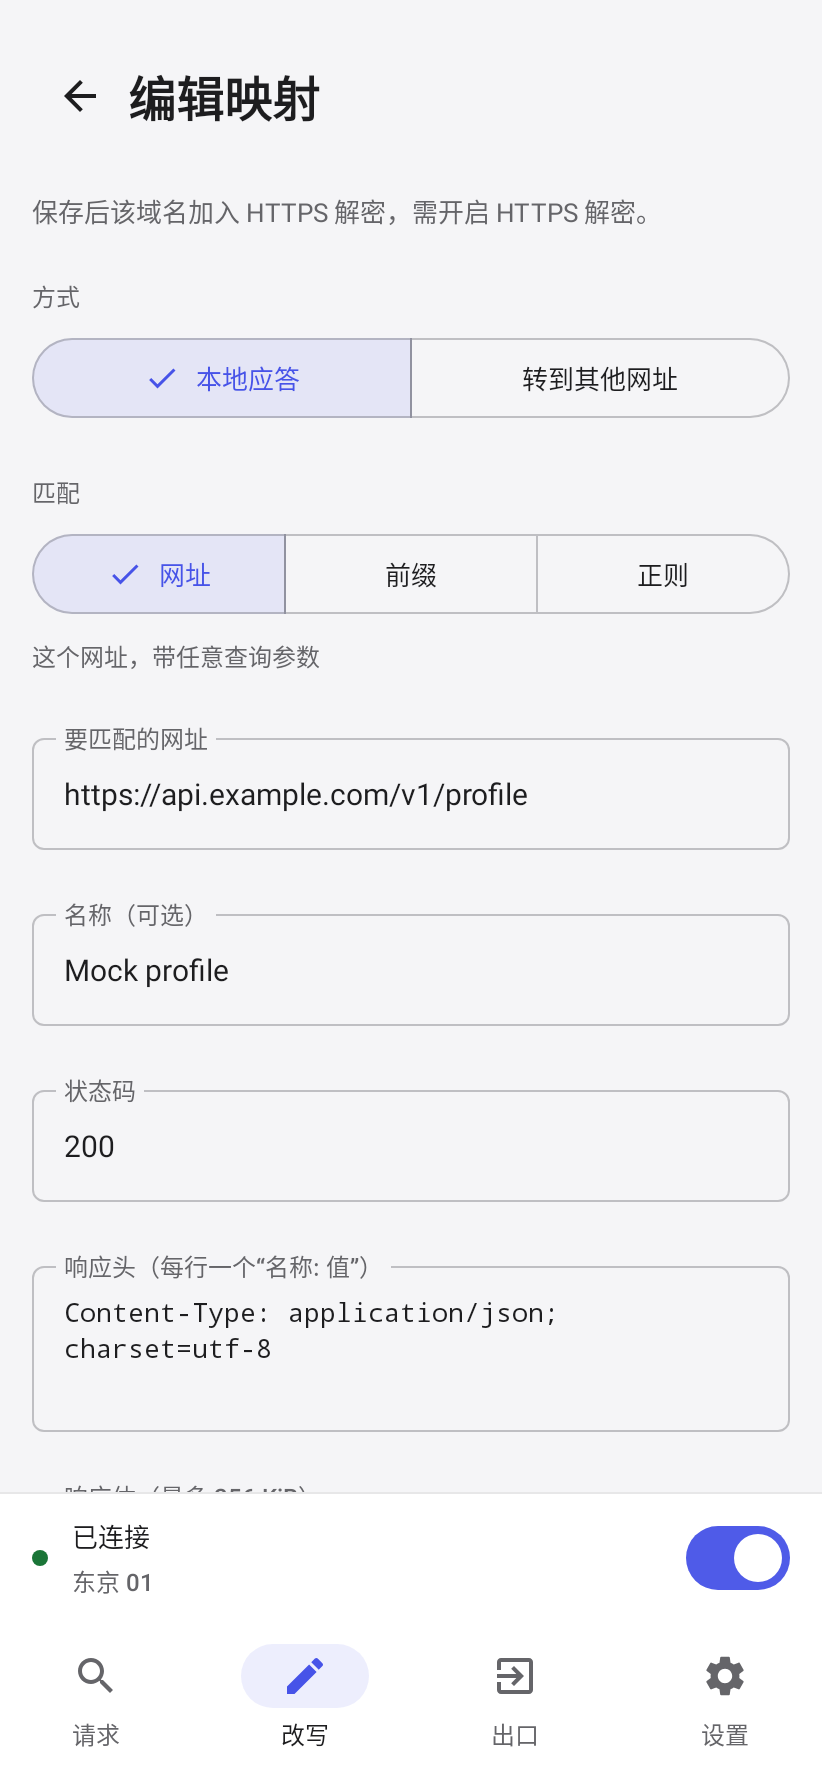 编辑映射
保存后该域名加入 HTTPS 解密，需开启 HTTPS 解密。
方式
本地应答
转到其他网址
匹配
网址
前缀
正则
这个网址，带任意查询参数
要匹配的网址
https://api.example.com/v1/profile
名称（可选）
Mock profile
状态码
200
响应头（每行一个“名称: 值”）
Content-Type: application/json;
charset=utf-8
已连接
东京 01
请求
改写
出口
设置